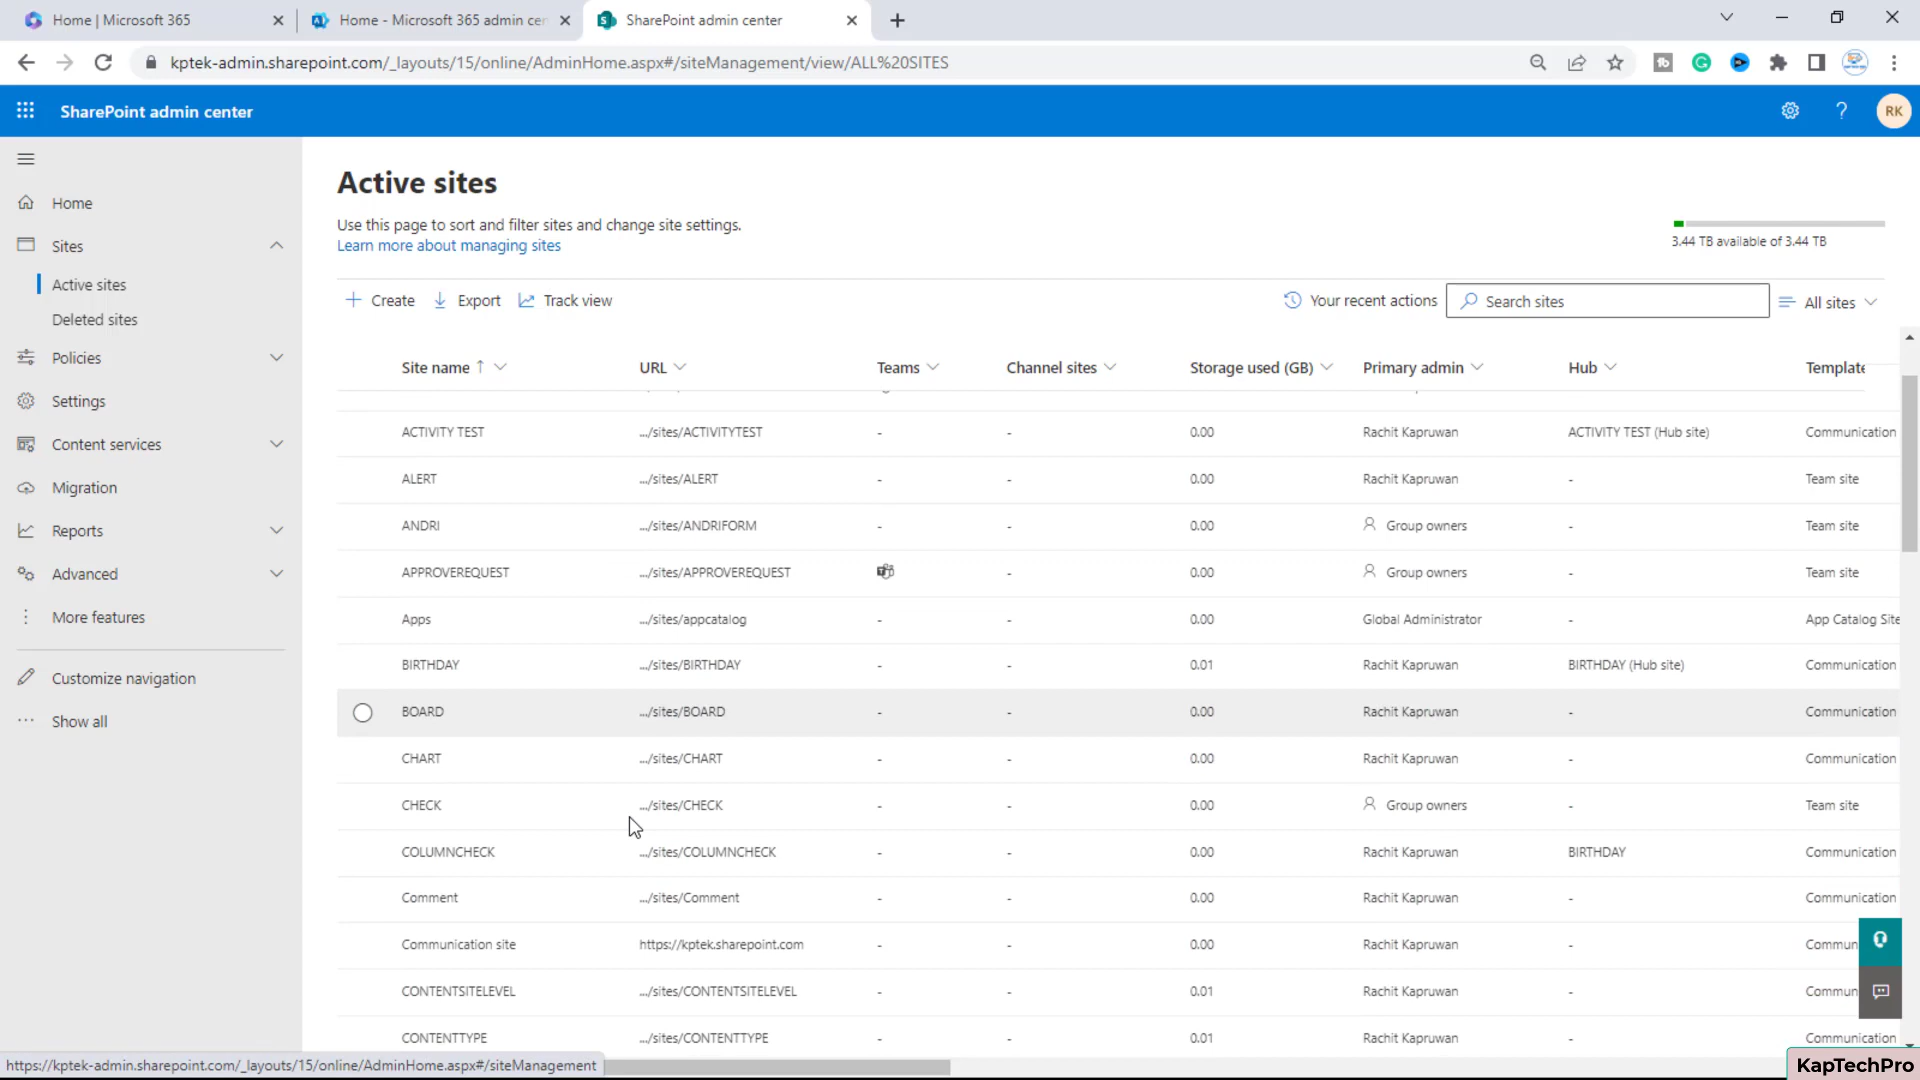 Home | Microsoft 365
Home - Microsoft 365 admin cen
SharePoint admin center
kptek-admin.sharepoint.com/_layouts/15/online/AdminHome.aspx#/siteManagement/view/ALL%20SITES
SharePoint admin center
?
RK
Home
Sites
Active sites
Deleted sites
Policies
Settings
Content services
Migration
Reports
Advanced
More features
Customize navigation
Show all
Active sites
Use this page to sort and filter sites and change site settings.
Learn more about managing sites
3.44 TB available of 3.44 TB
Create Export Track view Your recent actions Search sites All sites
Site name URL Teams Channel sites Storage used (GB) Primary admin Hub Template
ACTIVITY TEST .../sites/ACTIVITYTEST - - 0.00 Rachit Kapruwan ACTIVITY TEST (Hub site) Communication
ALERT .../sites/ALERT - - 0.00 Rachit Kapruwan - Team site
ANDRI .../sites/ANDRIFORM - - 0.00 Group owners - Team site
APPROVEREQUEST .../sites/APPROVEREQUEST - 0.00 Group owners - Team site
Apps .../sites/appcatalog - - 0.00 Global Administrator - App Catalog Site
BIRTHDAY .../sites/BIRTHDAY - - 0.01 Rachit Kapruwan BIRTHDAY (Hub site) Communication
BOARD .../sites/BOARD - - 0.00 Rachit Kapruwan - Communication
CHART .../sites/CHART - - 0.00 Rachit Kapruwan - Communication
CHECK .../sites/CHECK - - 0.00 Group owners - Team site
COLUMNCHECK .../sites/COLUMNCHECK - - 0.00 Rachit Kapruwan BIRTHDAY Communication
Comment .../sites/Comment - - 0.00 Rachit Kapruwan - Communication
Communication site https://kptek.sharepoint.com - - 0.00 Rachit Kapruwan - Commun
CONTENTSITELEVEL .../sites/CONTENTSITELEVEL - - 0.01 Rachit Kapruwan - Commun
CONTENTTYPE .../sites/CONTENTTYPE - - 0.01 Rachit Kapruwan - Communication
https://kptek-admin.sharepoint.com/_layouts/15/online/AdminHome.aspx#/siteManagement
KapTechPro